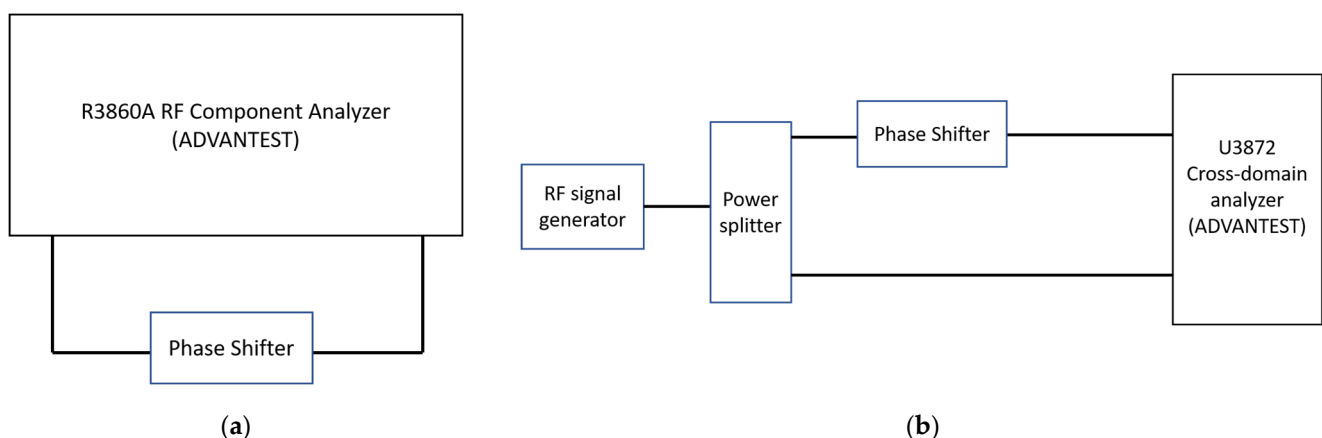 R3860A RF Component Analyzer
(ADVANTEST)
Phase Shifter
(a)
RF signal
generator
Power
splitter
Phase Shifter
U3872
Cross-domain
analyzer
(ADVANTEST)
(b)